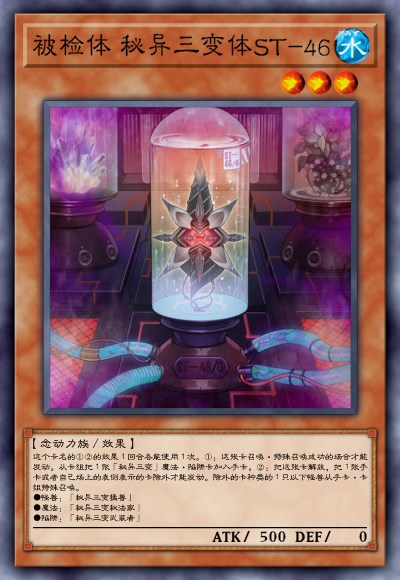 被检体 秘异三变体ST-46
水
ST-46/G
【念动力族/效果】
这个卡名的①②的效果1回合各能使用1次。①:这张卡召唤·特殊召唤成功的场合才能
发动。从卡组把1张「秘异三变」魔法·陷阱卡加入手卡。②:把这张卡解放,把1张手
卡或者自己场上的表侧表示的卡除外才能发动。除外的卡种类的1只以下怪兽从手卡·卡
组特殊召唤。
●怪兽:「秘异三变猛兽」
●魔法:「秘异三变秘法家」
●陷阱:「秘异三变武装者」
ATK/ 500 DEF/ 0